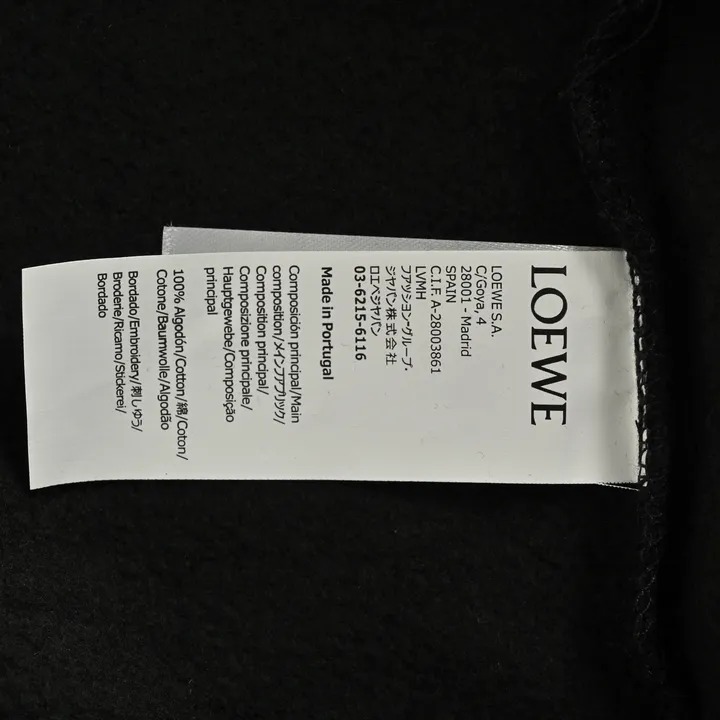 LOEWE
LOEWE S.A.
C/Goya, 4
28001 - Madrid
SPAIN
C.I.F. A-28003861
LVMH
ファッション・グループ・
ジャパン株式会社
ロエベジャパン
03-6215-6116
Made in Portugal
Composición principal/Main
composition/メインファブリック/
Composition principal/
Composizione principale/
Hauptgewebe/Composição
principal
100% Algodón/Cotton/綿/Coton/
Cotone/Baumwolle/Algodão
Bordado/Embroidery/刺しゅう/
Broderie/Ricamo/Stickerei/
Bordado